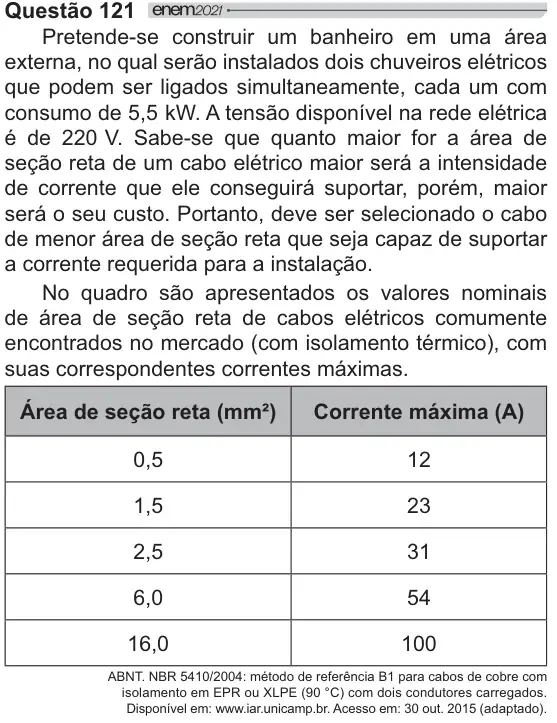 Questão 121 enem2021
Pretende-se construir um banheiro em uma área
externa, no qual serão instalados dois chuveiros elétricos
que podem ser ligados simultaneamente, cada um com
consumo de 5,5 kW. A tensão disponível na rede elétrica
é de 220 V. Sabe-se que quanto maior for a área de
seção reta de um cabo elétrico maior será a intensidade
de corrente que ele conseguirá suportar, porém, maior
será o seu custo. Portanto, deve ser selecionado o cabo
de menor área de seção reta que seja capaz de suportar
a corrente requerida para a instalação.
No quadro são apresentados os valores nominais
de área de seção reta de cabos elétricos comumente
encontrados no mercado (com isolamento térmico), com
suas correspondentes correntes máximas.
Área de seção reta (mm²) Corrente máxima (A)
0,5 12
1,5 23
2,5 31
6,0 54
16,0 100
ABNT. NBR 5410/2004: método de referência B1 para cabos de cobre com
isolamento em EPR ou XLPE (90 °C) com dois condutores carregados.
Disponível em: www.iar.unicamp.br. Acesso em: 30 out. 2015 (adaptado).